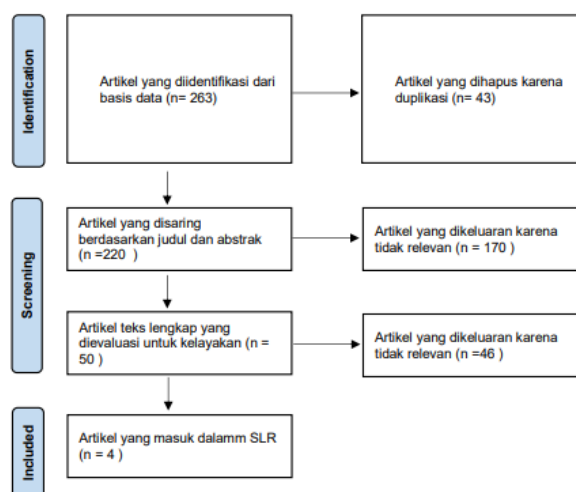 Identification
Artikel yang diidentifikasi dari
basis data (n= 263)
Artikel yang dihapus karena
duplikasi (n= 43)
Screening
Artikel yang disaring
berdasarkan judul dan abstrak
(n =220 )
Artikel yang dikeluaran karena
tidak relevan (n = 170 )
Artikel teks lengkap yang
dievaluasi untuk kelayakan (n =
50 )
Artikel yang dikeluaran karena
tidak relevan (n =46 )
Included
Artikel yang masuk dalamm SLR
(n = 4 )